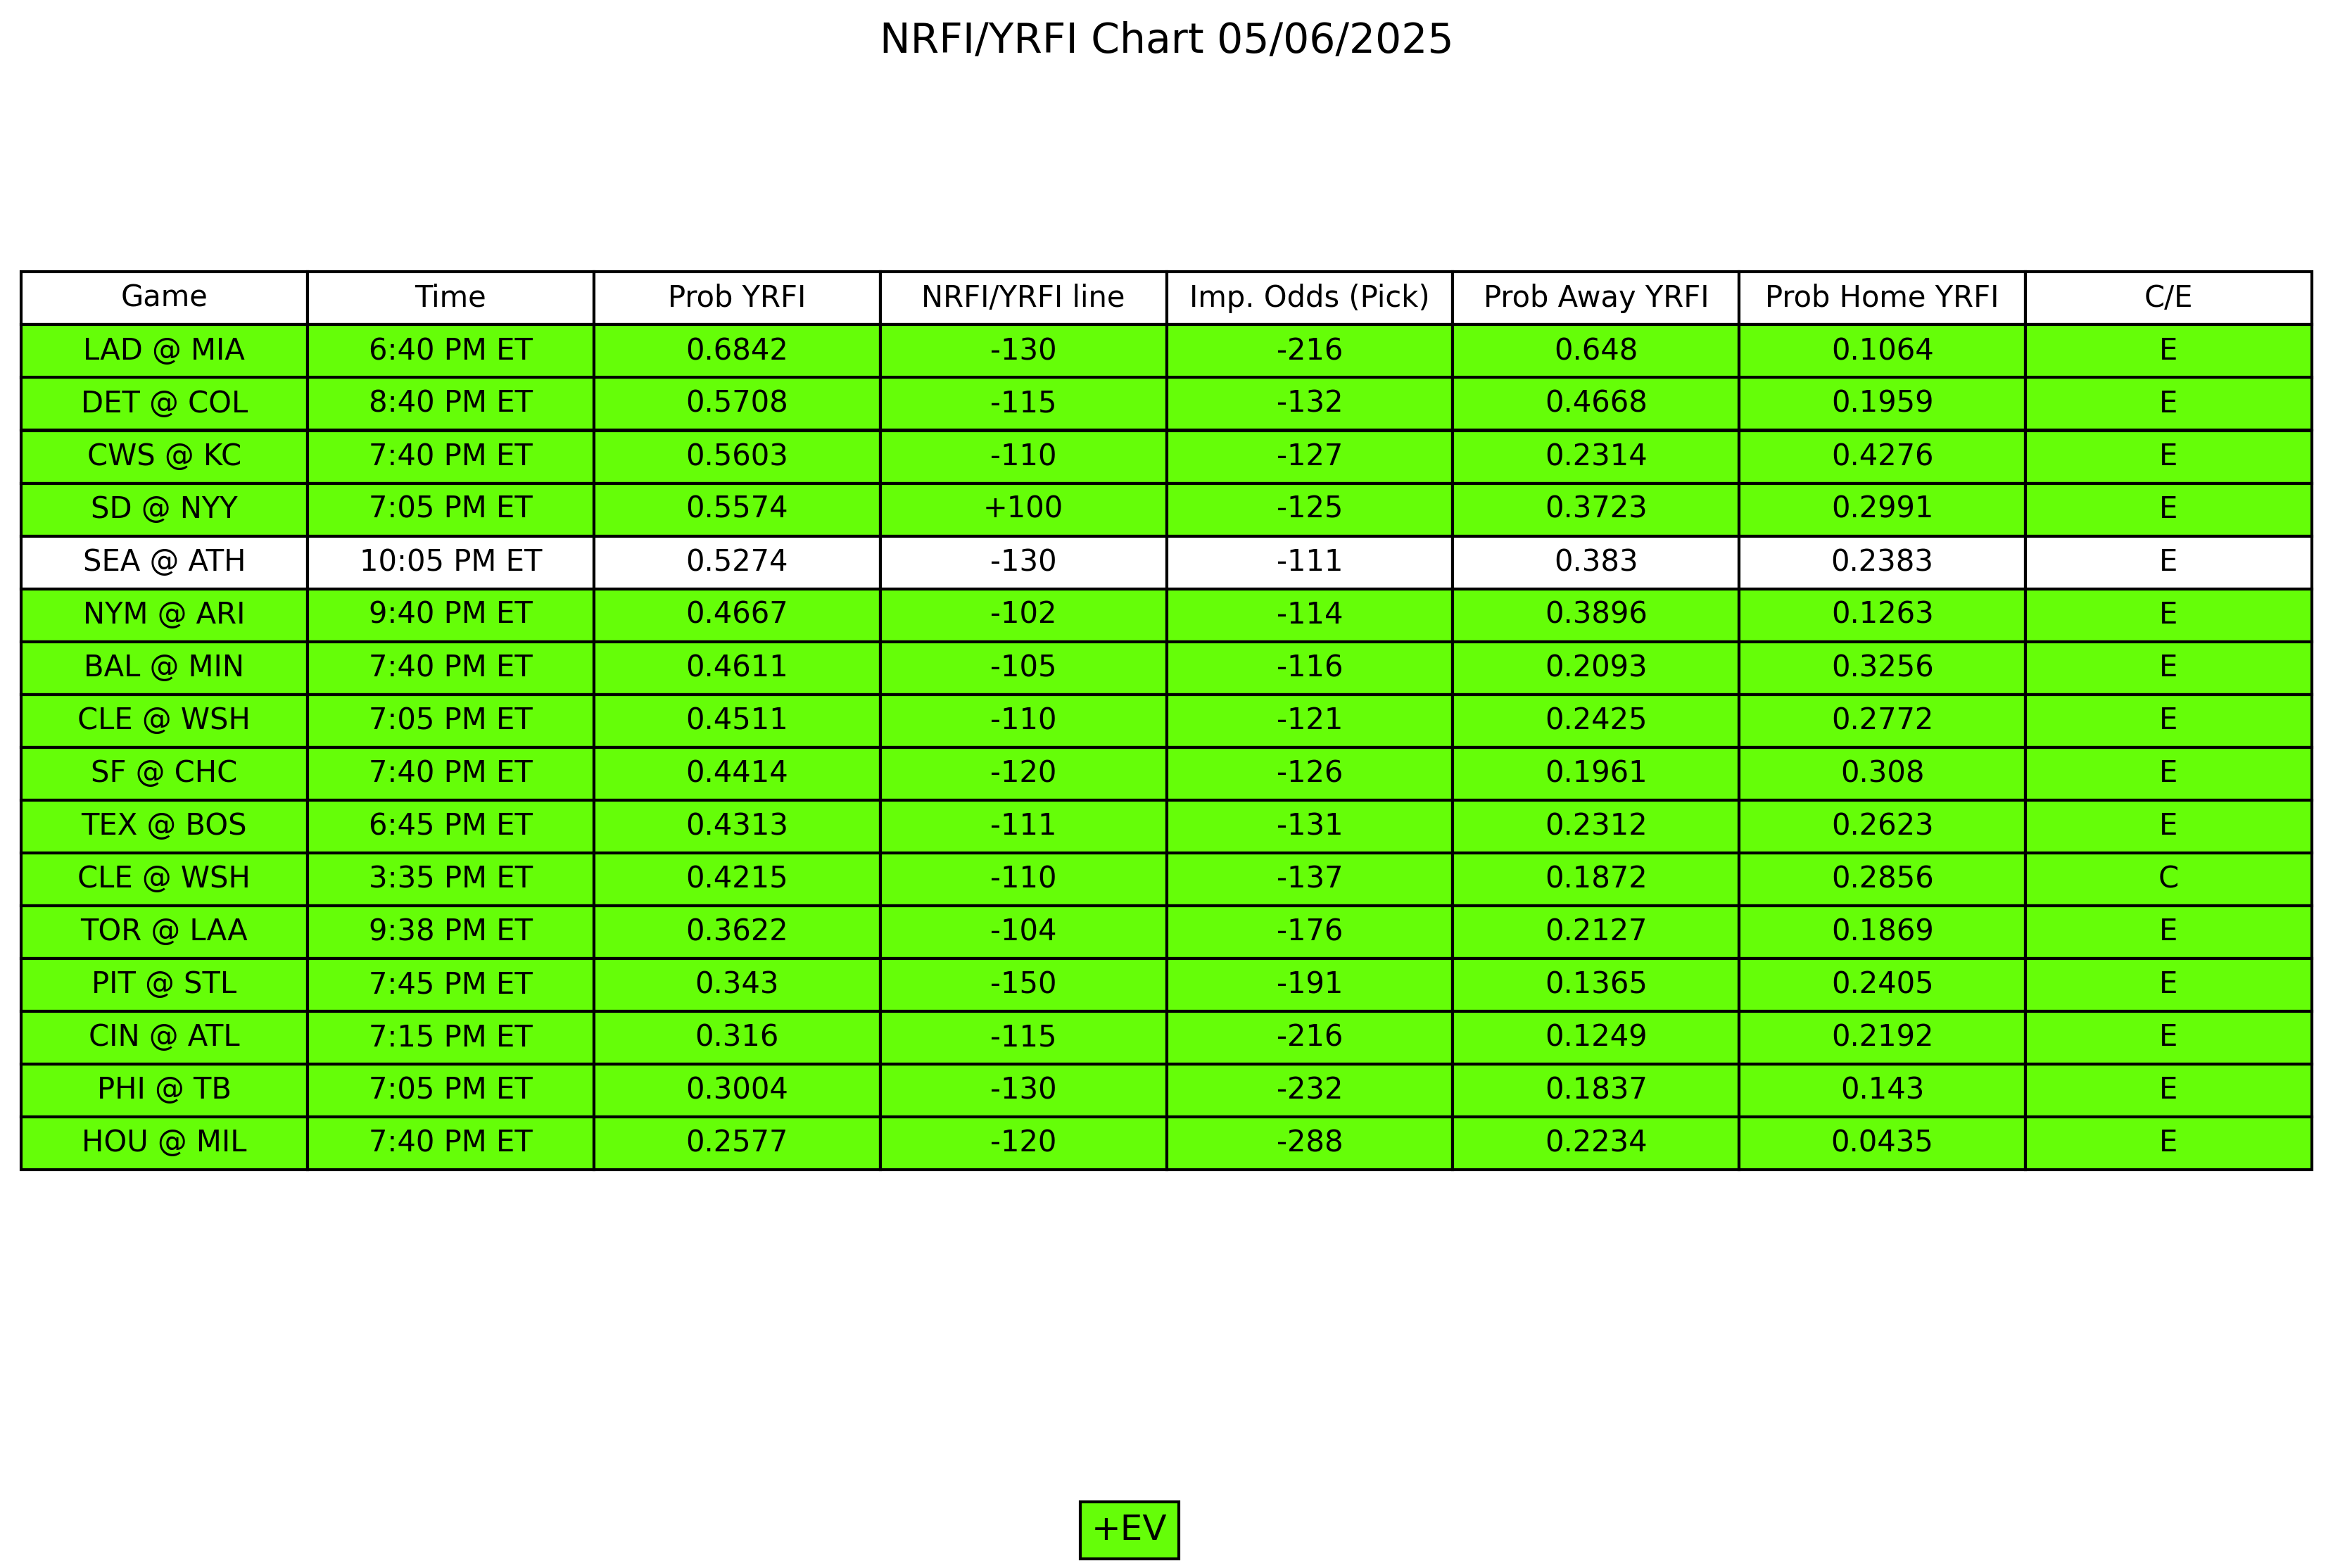 NRFI/YRFI Chart 05/06/2025
Game Time Prob YRFI NRFI/YRFI line Imp. Odds (Pick) Prob Away YRFI Prob Home YRFI C/E
LAD @ MIA 6:40 PM ET 0.6842 -130 -216 0.648 0.1064 E
DET @ COL 8:40 PM ET 0.5708 -115 -132 0.4668 0.1959 E
CWS @ KC 7:40 PM ET 0.5603 -110 -127 0.2314 0.4276 E
SD @ NYY 7:05 PM ET 0.5574 +100 -125 0.3723 0.2991 E
SEA @ ATH 10:05 PM ET 0.5274 -130 -111 0.383 0.2383 E
NYM @ ARI 9:40 PM ET 0.4667 -102 -114 0.3896 0.1263 E
BAL @ MIN 7:40 PM ET 0.4611 -105 -116 0.2093 0.3256 E
CLE @ WSH 7:05 PM ET 0.4511 -110 -121 0.2425 0.2772 E
SF @ CHC 7:40 PM ET 0.4414 -120 -126 0.1961 0.308 E
TEX @ BOS 6:45 PM ET 0.4313 -111 -131 0.2312 0.2623 E
CLE @ WSH 3:35 PM ET 0.4215 -110 -137 0.1872 0.2856 C
TOR @ LAA 9:38 PM ET 0.3622 -104 -176 0.2127 0.1869 E
PIT @ STL 7:45 PM ET 0.343 -150 -191 0.1365 0.2405 E
CIN @ ATL 7:15 PM ET 0.316 -115 -216 0.1249 0.2192 E
PHI @ TB 7:05 PM ET 0.3004 -130 -232 0.1837 0.143 E
HOU @ MIL 7:40 PM ET 0.2577 -120 -288 0.2234 0.0435 E
+EV